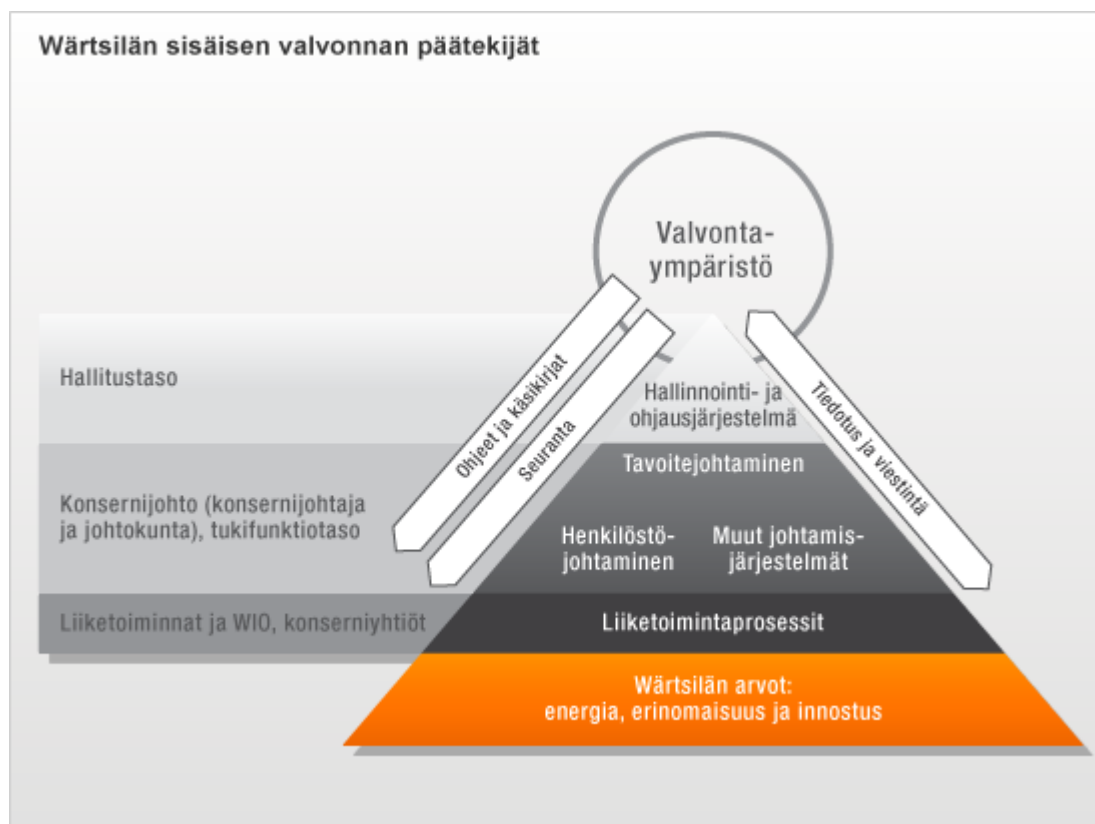 Wärtsilän sisäisen valvonnan päätekijät
Valvonta-
ympäristö
Hallitustaso
Ohjeet ja käsikirjat
Seuranta
Tiedotus ja viestintä
Hallinnointi- ja
ohjausjärjestelmä
Konsernijohto (konsernijohtaja
ja johtokunta), tukifunktiotaso
Tavoitejohtaminen
Henkilöstö-
johtaminen
Muut johtamis-
järjestelmät
Liiketoiminnat ja WIO, konserniyhtiöt
Liiketoimintaprosessit
Wärtsilän arvot:
energia, erinomaisuus ja innostus